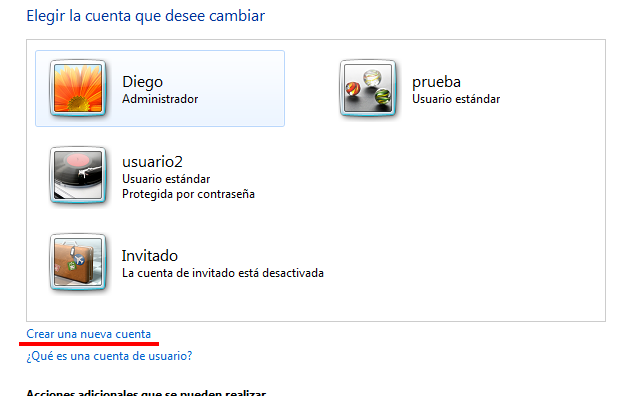 Elegir la cuenta que desee cambiar
Diego
Administrador
prueba
Usuario estándar
usuario2
Usuario estándar
Protegida por contraseña
Invitado
La cuenta de invitado está desactivada
Crear una nueva cuenta
¿Qué es una cuenta de usuario?
Acciones adicionales que se pueden realizar